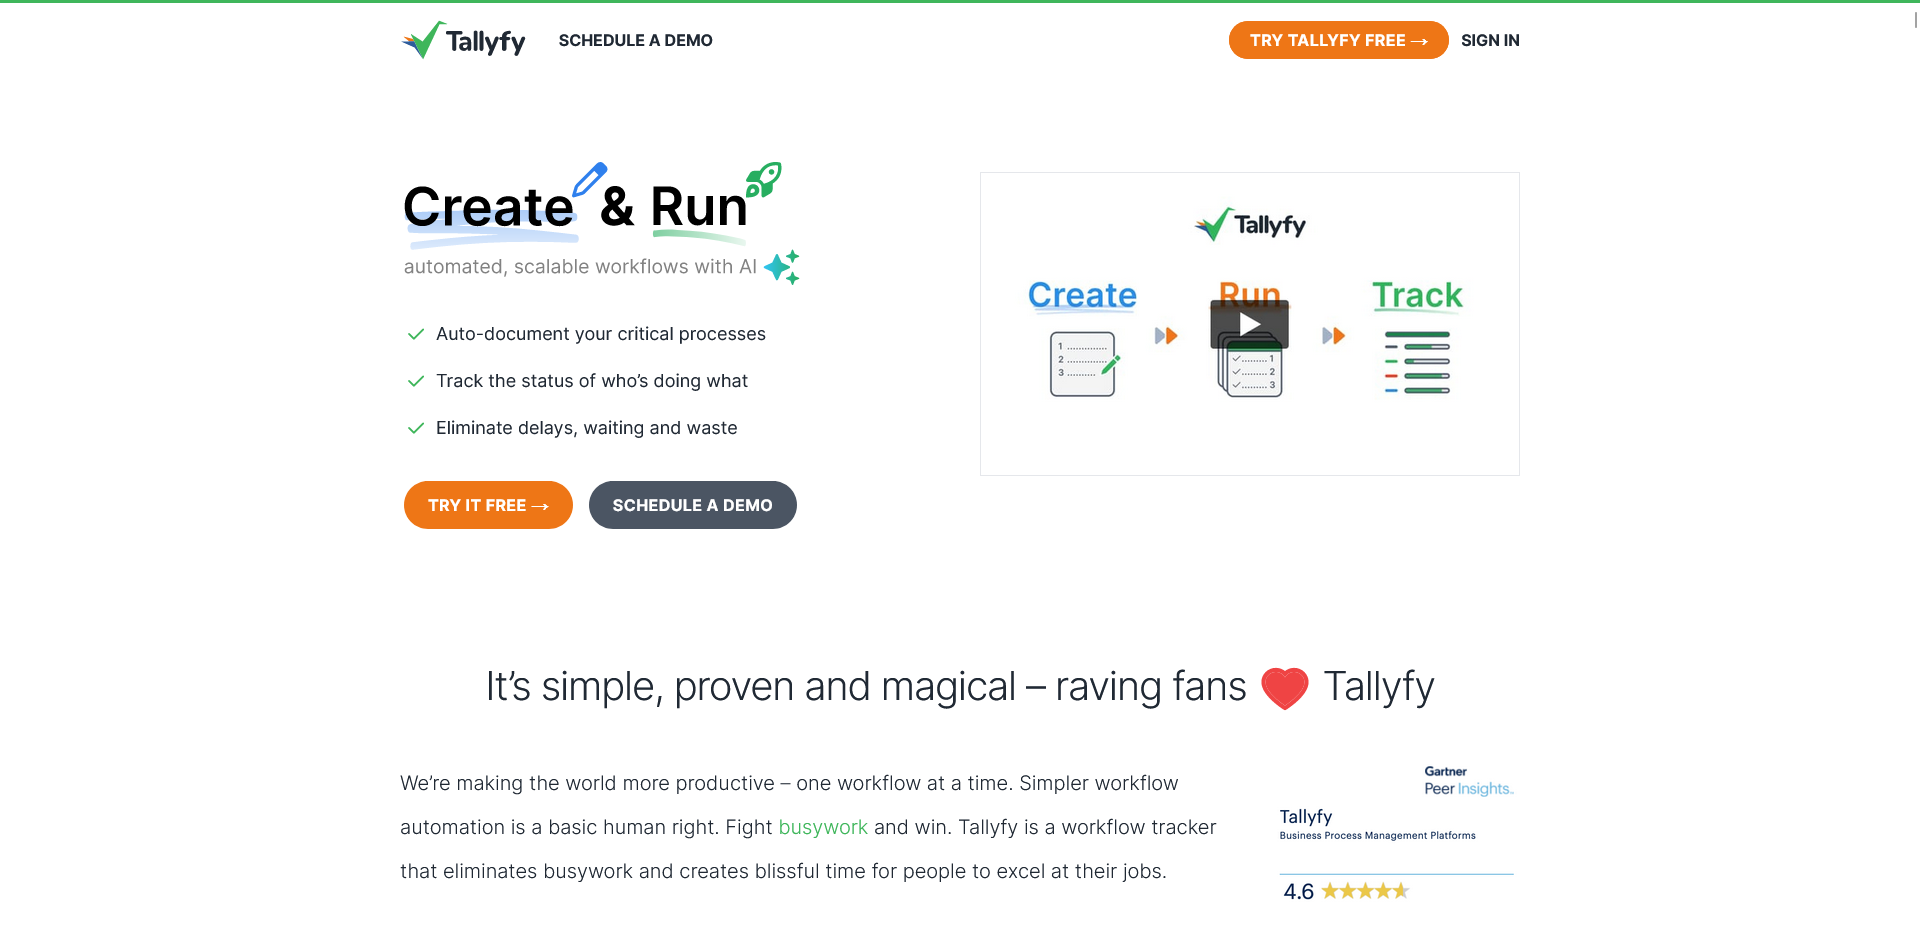 Tallyfy
SCHEDULE A DEMO
TRY TALLYFY FREE →
SIGN IN
Create & Run
automated, scalable workflows with AI
Auto-document your critical processes
Track the status of who’s doing what
Eliminate delays, waiting and waste
TRY IT FREE →
SCHEDULE A DEMO
Tallyfy
Create
Run
Track
1
2
3
1
2
3
It’s simple, proven and magical – raving fans ❤ Tallyfy
We’re making the world more productive – one workflow at a time. Simpler workflow
automation is a basic human right. Fight busywork and win. Tallyfy is a workflow tracker
that eliminates busywork and creates blissful time for people to excel at their jobs.
Gartner
Peer Insights™
Tallyfy
Business Process Management Platforms
4.6